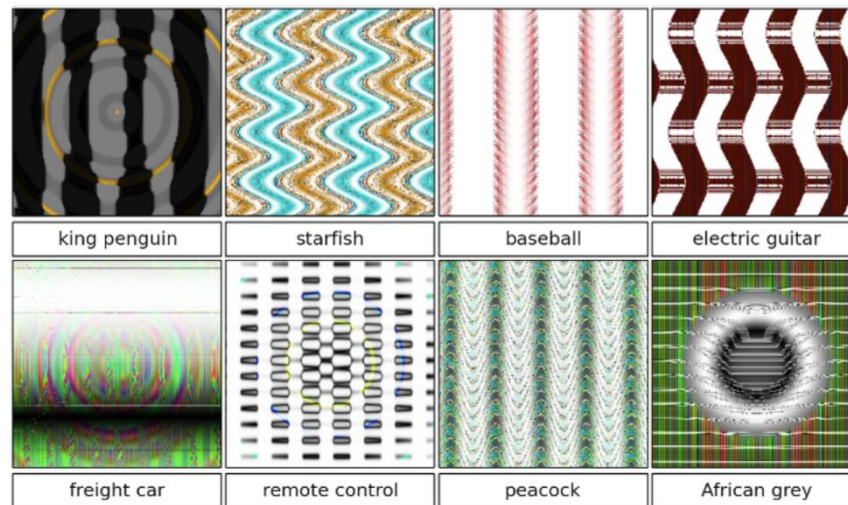 king penguin
starfish
baseball
electric guitar
freight car
remote control
peacock
African grey